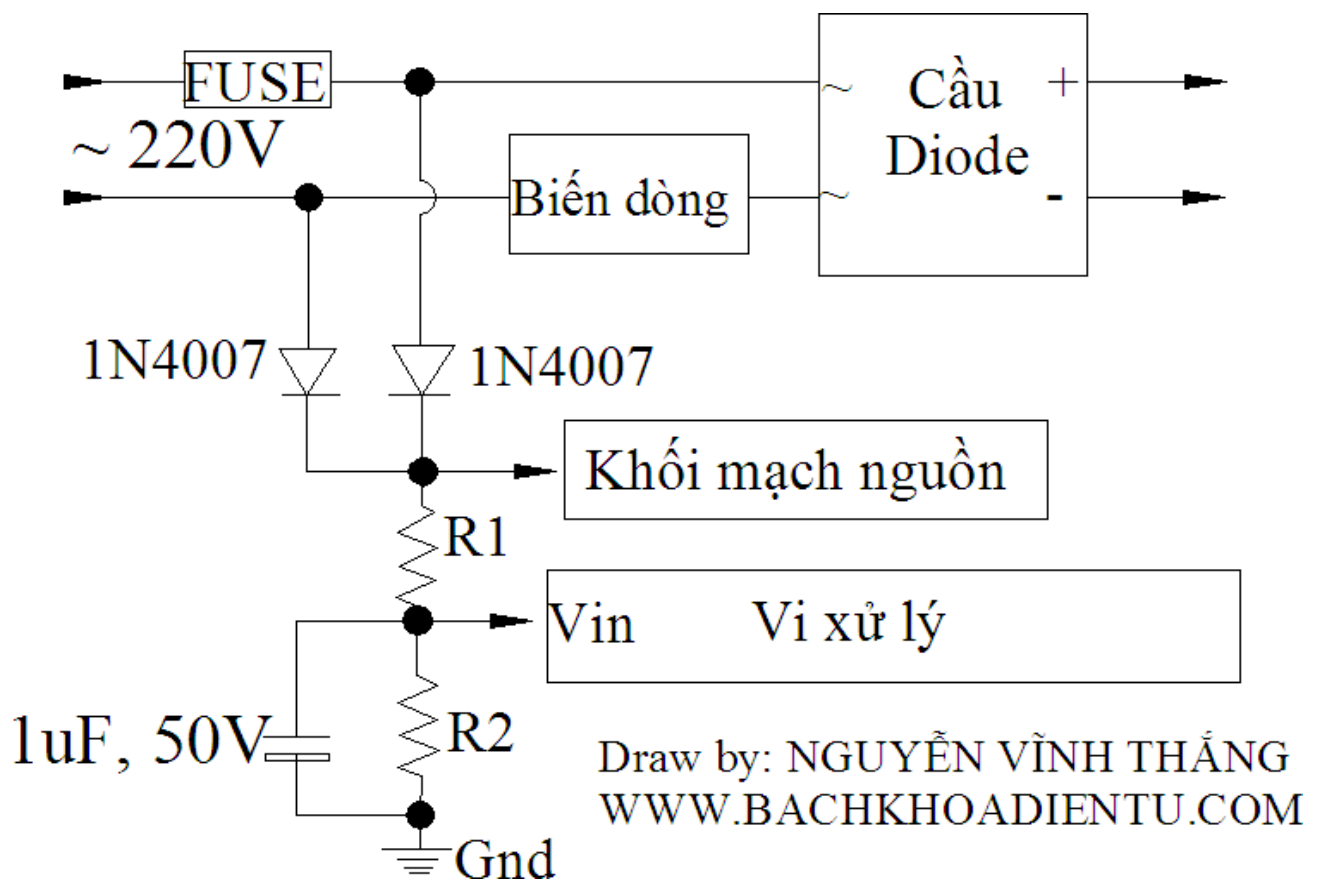 FUSE
~ 220V
~
Cầu
Diode
+
Biến dòng
~
-
1N4007
1N4007
Khối mạch nguồn
R1
Vin Vi xử lý
1uF, 50V
R2
Draw by: NGUYỄN VĨNH THẮNG
WWW.BACHKHOADIENTU.COM
Gnd